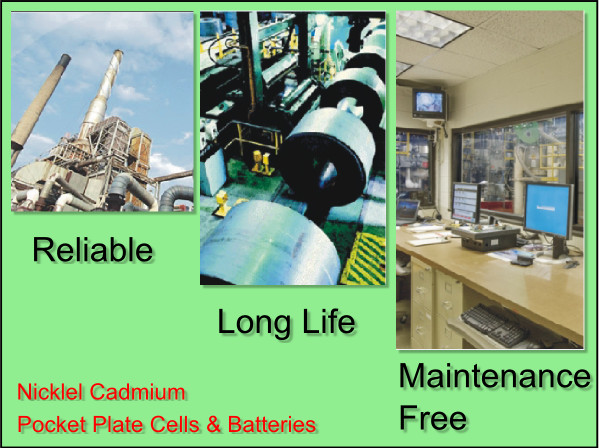 Reliable
Long Life
Maintenance
Free
Nicklel Cadmium
Pocket Plate Cells & Batteries